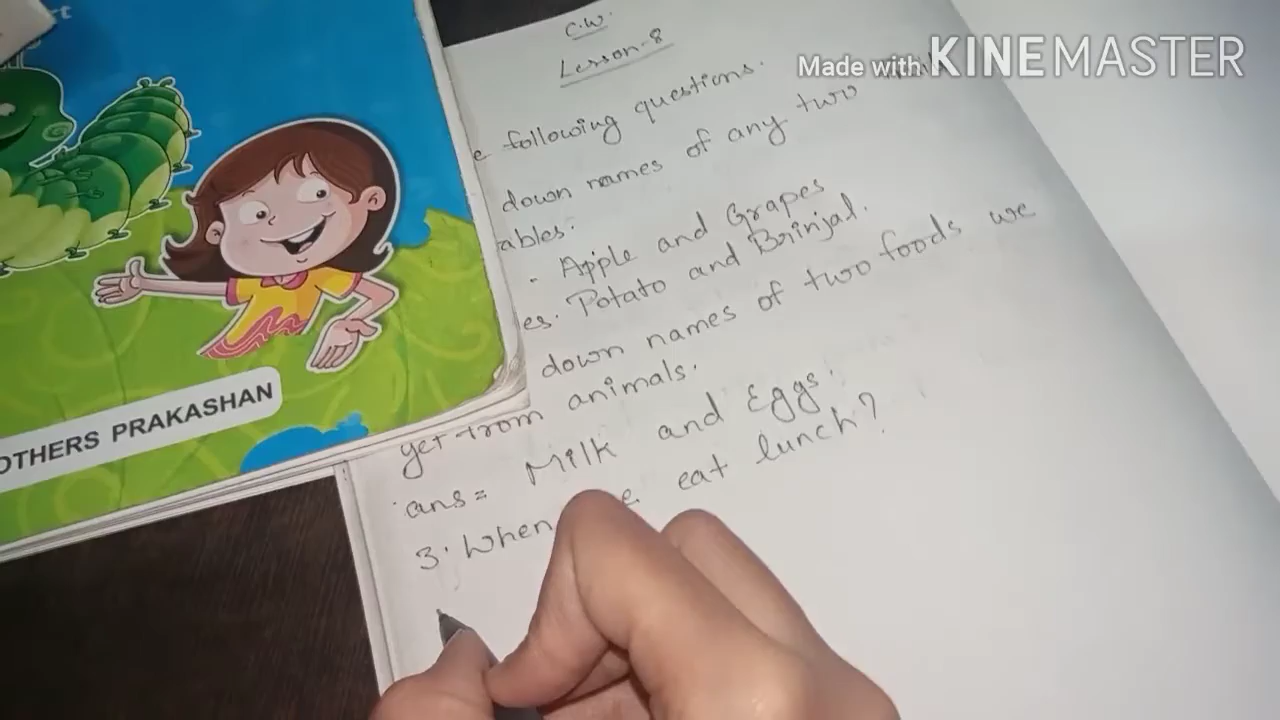 C.W.
Lesson-8
e following questions.
down names of any two
ables.
. Apple and Grapes
es. Potato and Brinjal.
down names of two foods we
get from animals.
ans= Milk and Eggs.
3. When e eat lunch?
OTHERS PRAKASHAN
rt
Made with KINEMASTER